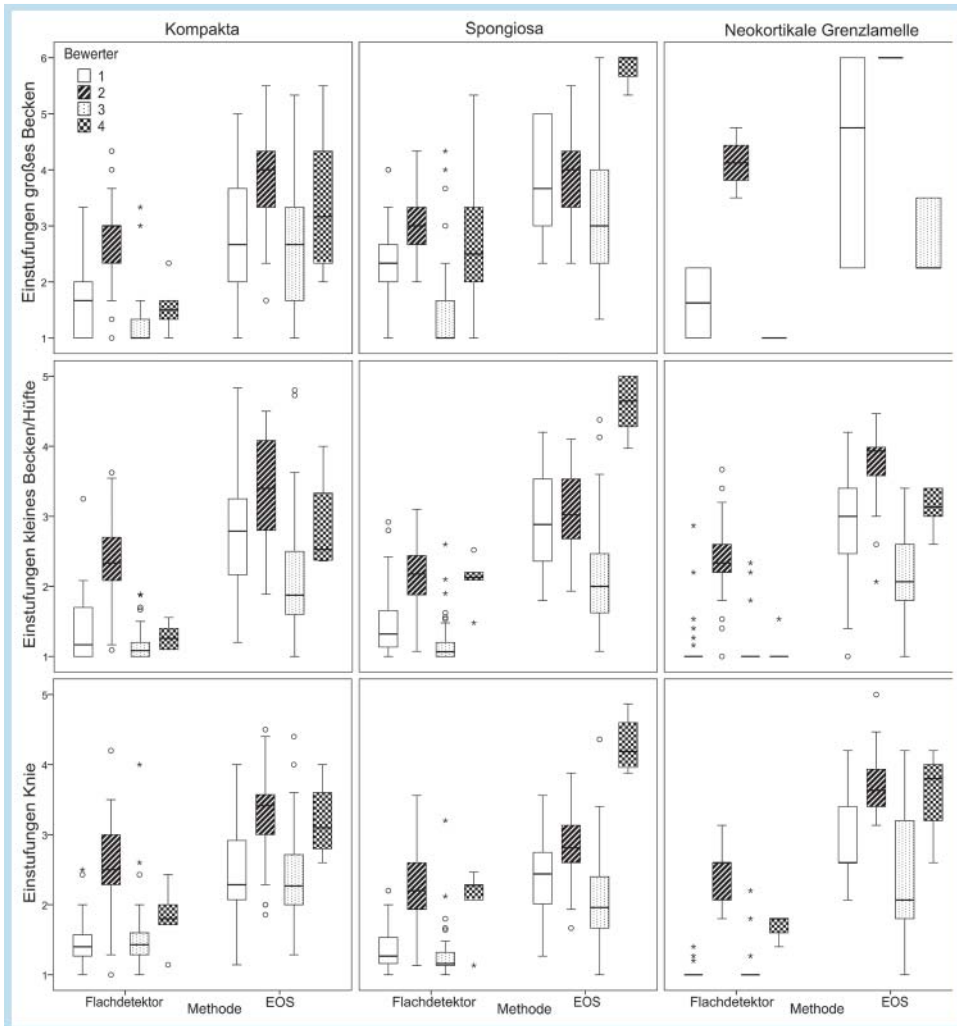 Kompakta
Spongiosa
Neokortikale Grenzlamelle
Bewerter
1
2
3
4
Einstufungen großes Becken
6
5
4
3
2
1
Einstufungen kleines Becken/Hüfte
5
4
3
2
1
Einstufungen Knie
5
4
3
2
1
Flachdetektor EOS
Methode
Flachdetektor EOS
Methode
Flachdetektor EOS
Methode